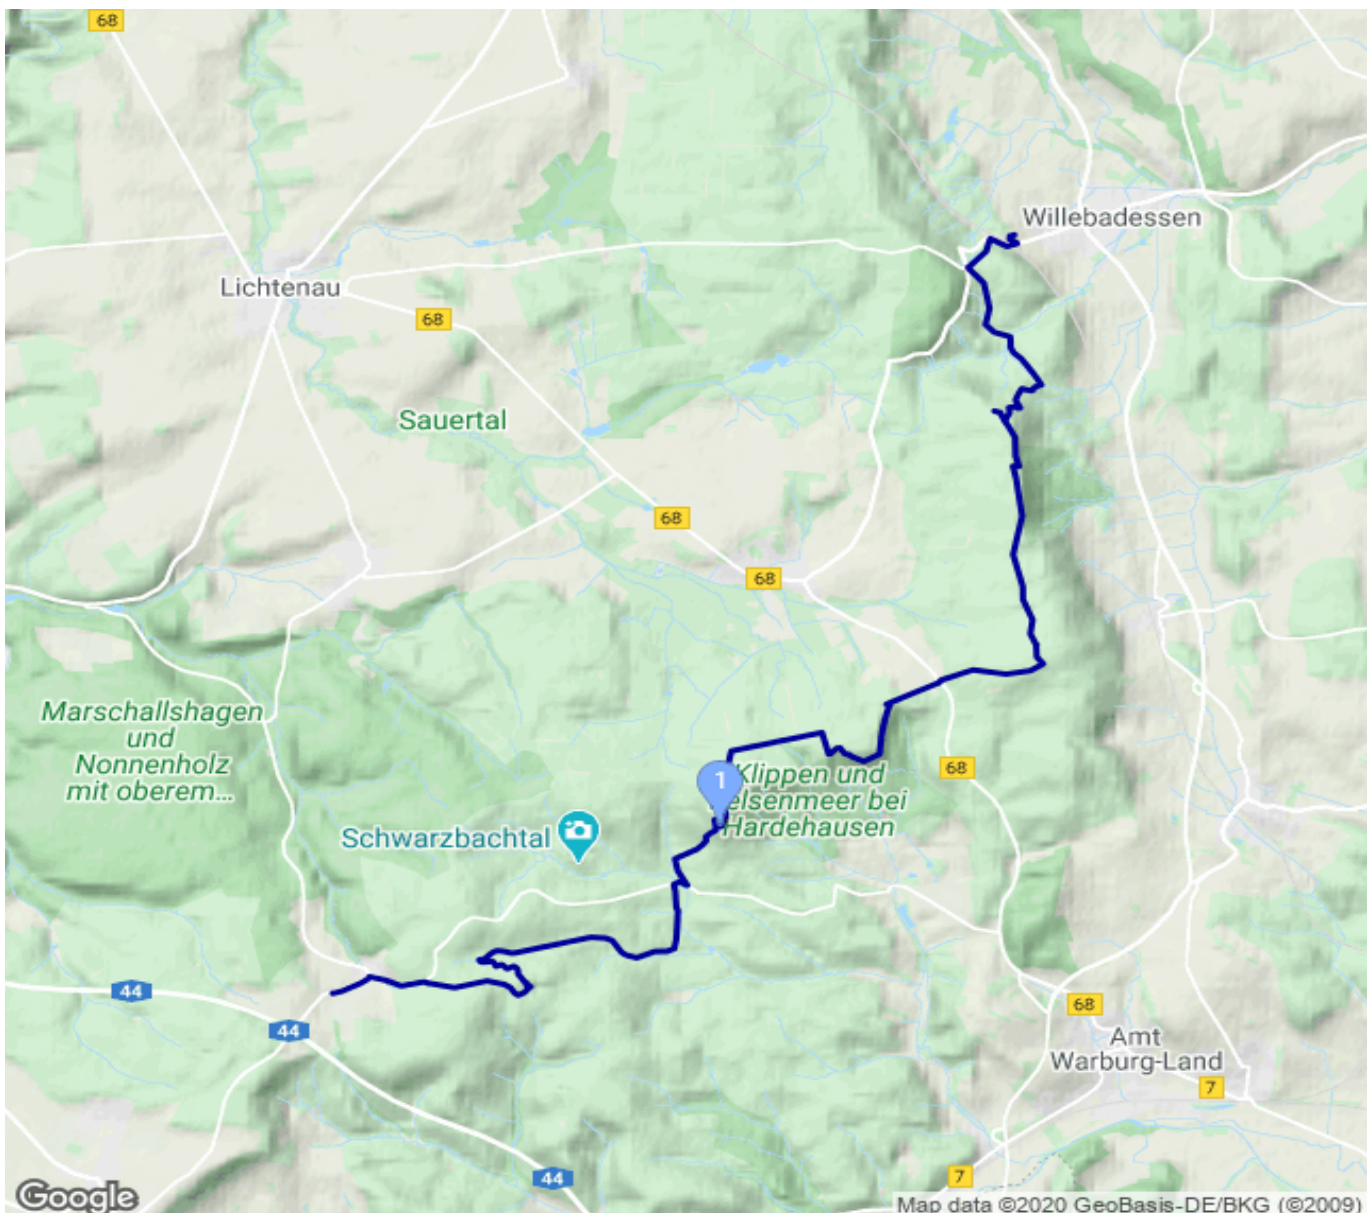 68
Willebadessen
Lichtenau
68
Sauertal
68
68
Marschallshagen
und
Nonnenholz
mit oberem...
68
1
Klippen und
elsenmeer bei
Hardehausen
Schwarzbachtal
44
44
68
Amt
Warburg-Land
7
44
7
Google
Map data ©2020 GeoBasis-DE/BKG (©2009)